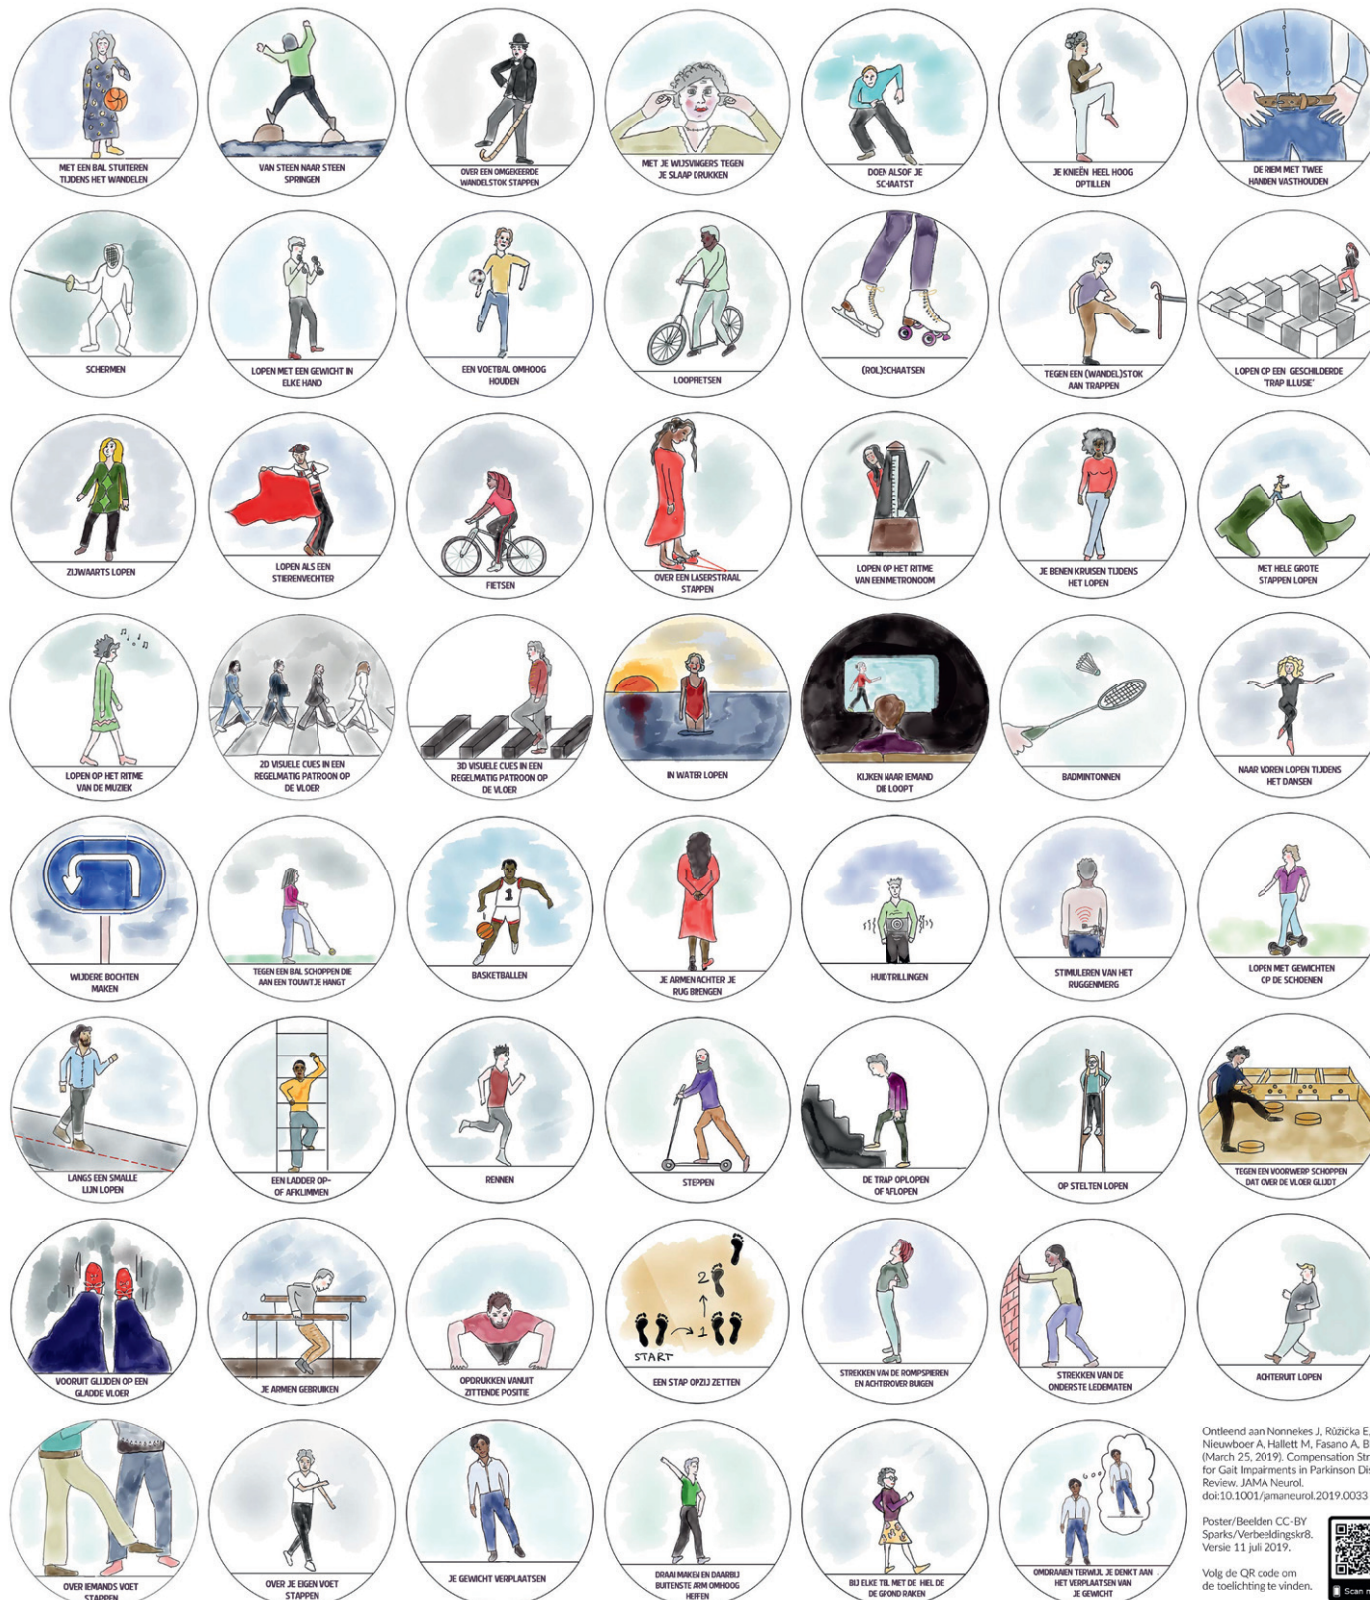 MET EEN BAL STUITEREN
TIJDENS HET WANDELEN
VAN STEEN NAAR STEEN
SPRINGEN
OVER EEN OMGEKEERDE
WANDELSTOK STAPPEN
MET JE WIJSVINGERS TEGEN
JE SLAAP DRUKKEN
DOEN ALSOF JE
SCHAATST
JE KNIEËN HEEL HOOG
OPTILLEN
DE RIEM MET TWEE
HANDEN VASTHOUDEN
SCHERMEN
LOPEN MET EEN GEWICHT IN
ELKE HAND
EEN VOETBAL OMHOOG
HOUDEN
LOOPFIETSEN
(ROL)SCHAATSEN
TEGEN EEN (WANDEL)STOK
AAN TRAPPEN
LOPEN OP EEN GESCHILDERDE
'TRAP ILLUSIE'
ZIJWAARTS LOPEN
LOPEN ALS EEN
STIERENVECHTER
FIETSEN
OVER EEN LASERSTRAAL
STAPPEN
LOPEN OP HET RITME
VAN EEN METRONOOM
JE BENEN KRUISEN TIJDENS
HET LOPEN
MET HELE GROTE
STAPPEN LOPEN
LOPEN OP HET RITME
VAN DE MUZIEK
2D VISUELE CUES IN EEN
REGELMATIG PATROON OP
DE VLOER
3D VISUELE CUES IN EEN
REGELMATIG PATROON OP
DE VLOER
IN WATER LOPEN
KIJKEN NAAR IEMAND
DIE LOOPT
BADMINTONNEN
NAAR VOREN LOPEN TIJDENS
HET DANSEN
WIJDERE BOCHTEN
MAKEN
TEGEN EEN BAL SCHOPPEN DIE
AAN EEN TOUWTJE HANGT
1
BASKETBALLEN
JE ARMEN ACHTER JE
RUG BRENGEN
HUIDTRILLINGEN
STIMULEREN VAN HET
RUGGENMERG
LOPEN MET GEWICHTEN
OP DE SCHOENEN
LANGS EEN SMALLE
LIJN LOPEN
EEN LADDER OP-
OF AFKLIMMEN
RENNEN
STEPPEN
DE TRAP OPLOPEN
OF AFLOPEN
OP STELTEN LOPEN
TEGEN EEN VOORWERP SCHOPPEN
DAT OVER DE VLOER GLIJDT
VOORUIT GLIJDEN OP EEN
GLADDE VLOER
JE ARMEN GEBRUIKEN
OPDRUKKEN VANUIT
ZITTENDE POSITIE
2
1
START
EEN STAP OPZIJ ZETTEN
STREKKEN VAN DE ROMPSPIEREN
EN ACHTEROVER BUIGEN
STREKKEN VAN DE
ONDERSTE LEDEMATEN
ACHTERUIT LOPEN
OVER IEMANDS VOET
STAPPEN
OVER JE EIGEN VOET
STAPPEN
JE GEWICHT VERPLAATSEN
DRAAI MAKEN EN DAARBIJ
BUITENSTE ARM OMHOOG
HEFFEN
BIJ ELKE TIL MET DE HIEL DE
DE GROND RAKEN
OMDRAAIEN TERWIJL JE DENKT AAN
HET VERPLAATSEN VAN
JE GEWICHT
Ontleend aan Nonnekes J, Růžička E,
Nieuwboer A, Hallett M, Fasano A, B
(March 25, 2019). Compensation Str
for Gait Impairments in Parkinson Dis
Review. JAMA Neurol.
doi:10.1001/jamaneurol.2019.0033
Poster/Beelden CC-BY
Sparks/Verbeeldingskr8.
Versie 11 juli 2019.
Volg de QR code om
de toelichting te vinden.
Scan